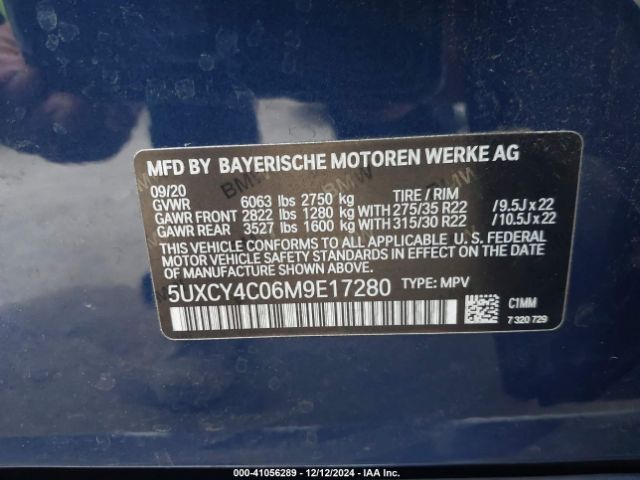 MFD BY BAYERISCHE MOTOREN WERKE AG
09/20
GVWR 6063 lbs 2750 kg TIRE / RIM
GAWR FRONT 2822 lbs 1280 kg WITH 275/35 R22 /9.5J x 22
GAWR REAR 3527 lbs 1600 kg WITH 315/30 R22 /10.5J x 22
THIS VEHICLE CONFORMS TO ALL APPLICABLE U. S. FEDERAL
MOTOR VEHICLE SAFETY STANDARDS IN EFFECT ON THE
DATE OF MANUFACTURE SHOWN ABOVE.
5UXCY4C06M9E17280 TYPE: MPV
C1MM
7 320 729
000-41056289 - 12/12/2024 - IAA Inc.